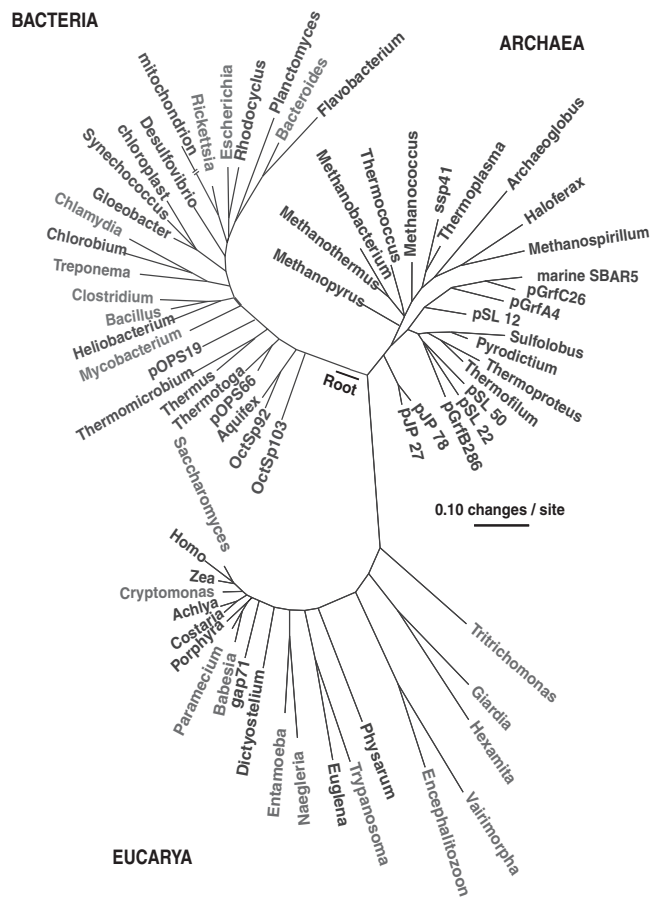 BACTERIA
ARCHAEA
mitochondrion
Rickettsia
Escherichia
Rhodocyclus
Planctomyces
Bacteroides
Flavobacterium
Desulfovibrio
chloroplast
Synechococcus
Gloeobacter
Chlamydia
Chlorobium
Treponema
Clostridium
Bacillus
Heliobacterium
Mycobacterium
pOPS19
Thermomicrobium
Thermus
Thermotoga
pOPS66
Aquifex
OctSp92
OctSp103
Root
Methanopyrus
Methanothermus
Methanobacterium
Thermococcus
Methanococcus
ssp41
Thermoplasma
Archaeoglobus
Haloferax
Methanospirillum
marine SBAR5
pGrfC26
pGrfA4
pSL 12
Sulfolobus
Pyrodictium
Thermoproteus
Thermofilum
pSL 50
pSL 22
pGrfB286
pJP 78
pJP 27
0.10 changes / site
Saccharomyces
Homo
Zea
Cryptomonas
Achlya
Costaria
Porphyra
Paramecium
Babesia
gap71
Dictyostelium
Entamoeba
Naegleria
Euglena
Trypanosoma
Physarum
Encephalitozoon
Vairimorpha
Hexamita
Giardia
Tritrichomonas
EUCARYA